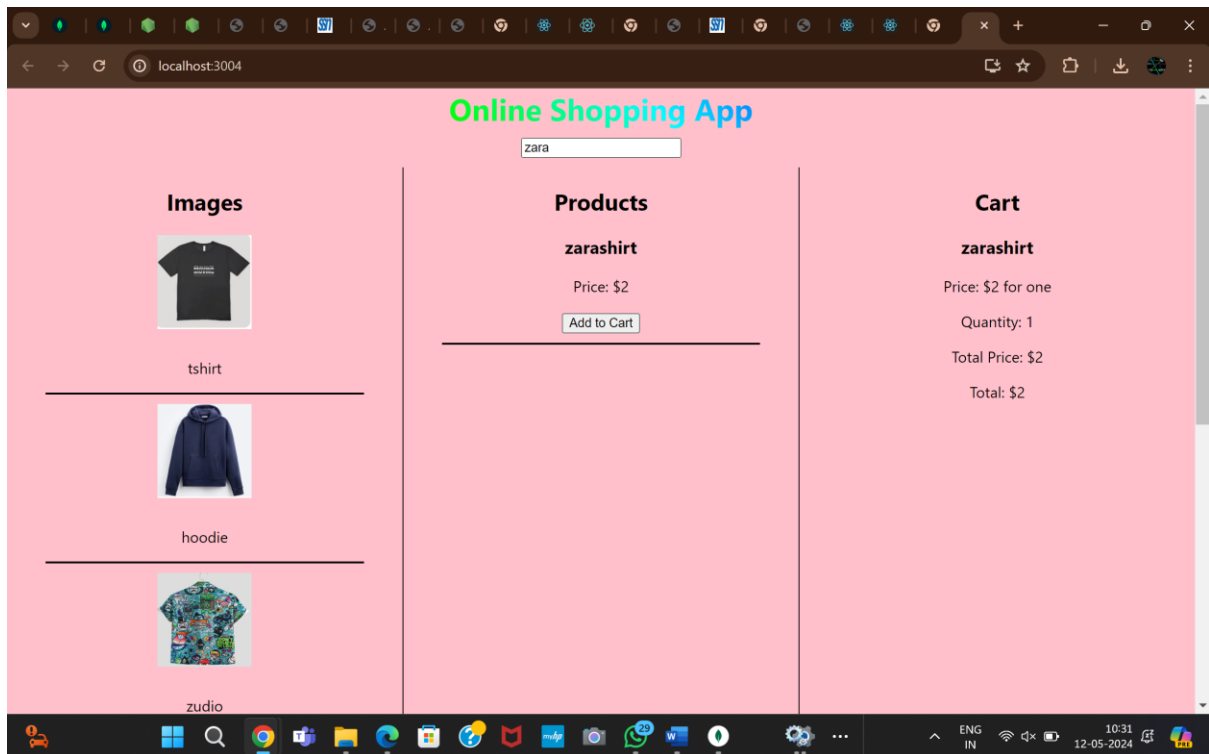 localhost:3004
Online Shopping App
zara
Images
tshirt
hoodie
zudio
Products
zarashirt
Price: $2
Add to Cart
Cart
zarashirt
Price: $2 for one
Quantity: 1
Total Price: $2
Total: $2
29
ENG
IN
10:31
12-05-2024
PRE